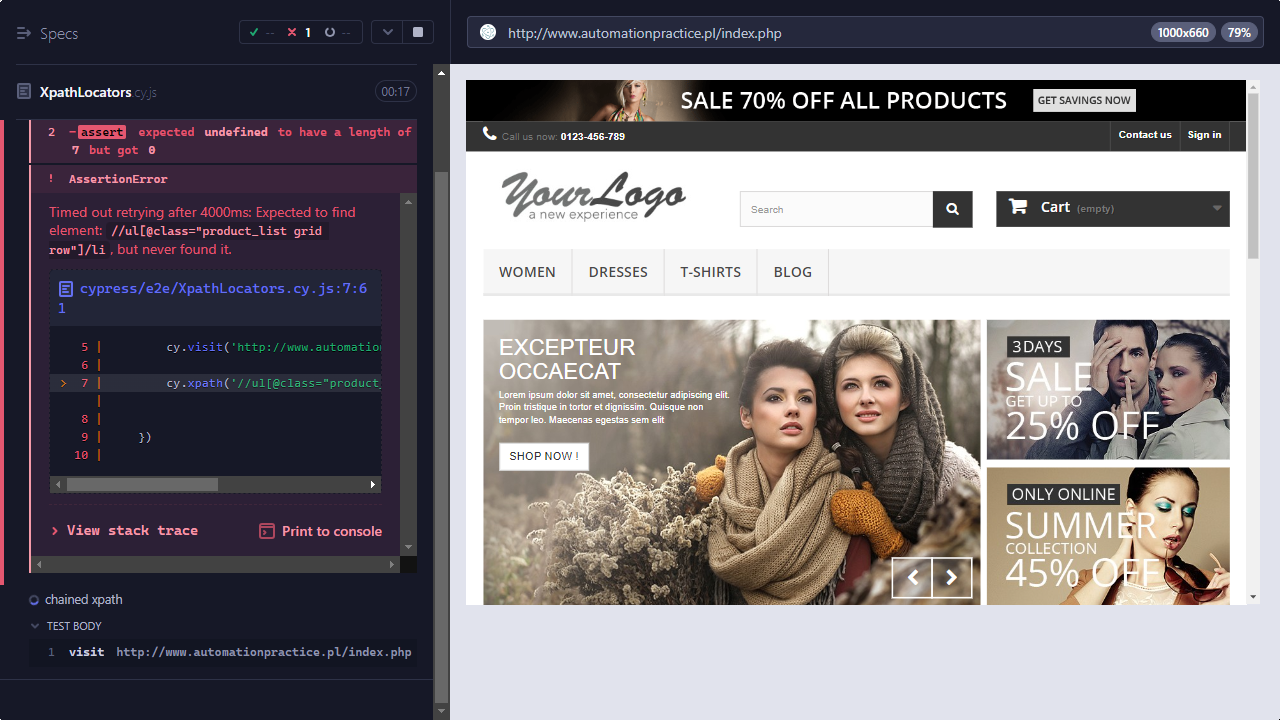 Specs
-- 1 --
XpathLocators.cy.js
00:17
2 -assert expected undefined to have a length of
7 but got 0
! AssertionError
Timed out retrying after 4000ms: Expected to find
element: //ul[@class="product_list grid
row"]/li, but never found it.
cypress/e2e/XpathLocators.cy.js:7:6
1
5 | cy.visit('http://www.automation
6 |
> 7 | cy.xpath('//ul[@class="product_
|
8 |
9 | })
10 |
> View stack trace
Print to console
chained xpath
TEST BODY
1 visit http://www.automationpractice.pl/index.php
http://www.automationpractice.pl/index.php
1000x660
79%
SALE 70% OFF ALL PRODUCTS
GET SAVINGS NOW
Call us now: 0123-456-789
Contact us
Sign in
YourLogo
a new experience
Search
Cart (empty)
WOMEN
DRESSES
T-SHIRTS
BLOG
EXCEPTEUR
OCCAECAT
Lorem ipsum dolor sit amet, consectetur adipiscing elit.
Proin tristique in tortor et dignissim. Quisque non
tempor leo. Maecenas egestas sem elit
SHOP NOW !
3 DAYS
SALE
GET UP TO
25% OFF
ONLY ONLINE
SUMMER
COLLECTION
45% OFF